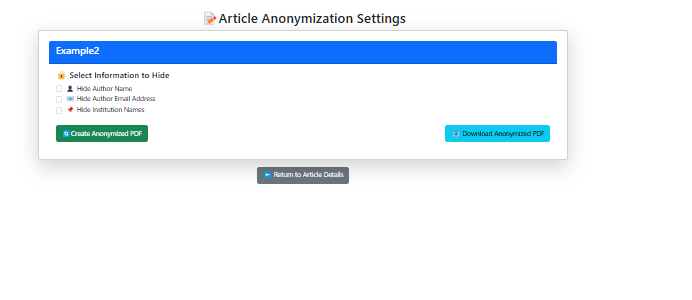 Article Anonymization Settings
Example2
Select Information to Hide
Hide Author Name
Hide Author Email Address
Hide Institution Names
Create Anonymized PDF
Download Anonymized PDF
Return to Article Details